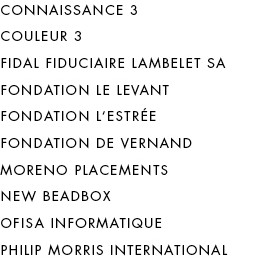 CONNAISSANCE 3
COULEUR 3
FIDAL FIDUCIAIRE LAMBELET SA
FONDATION LE LEVANT
FONDATION L’ESTRÉE
FONDATION DE VERNAND
MORENO PLACEMENTS
NEW BEADBOX
OFISA INFORMATIQUE
PHILIP MORRIS INTERNATIONAL